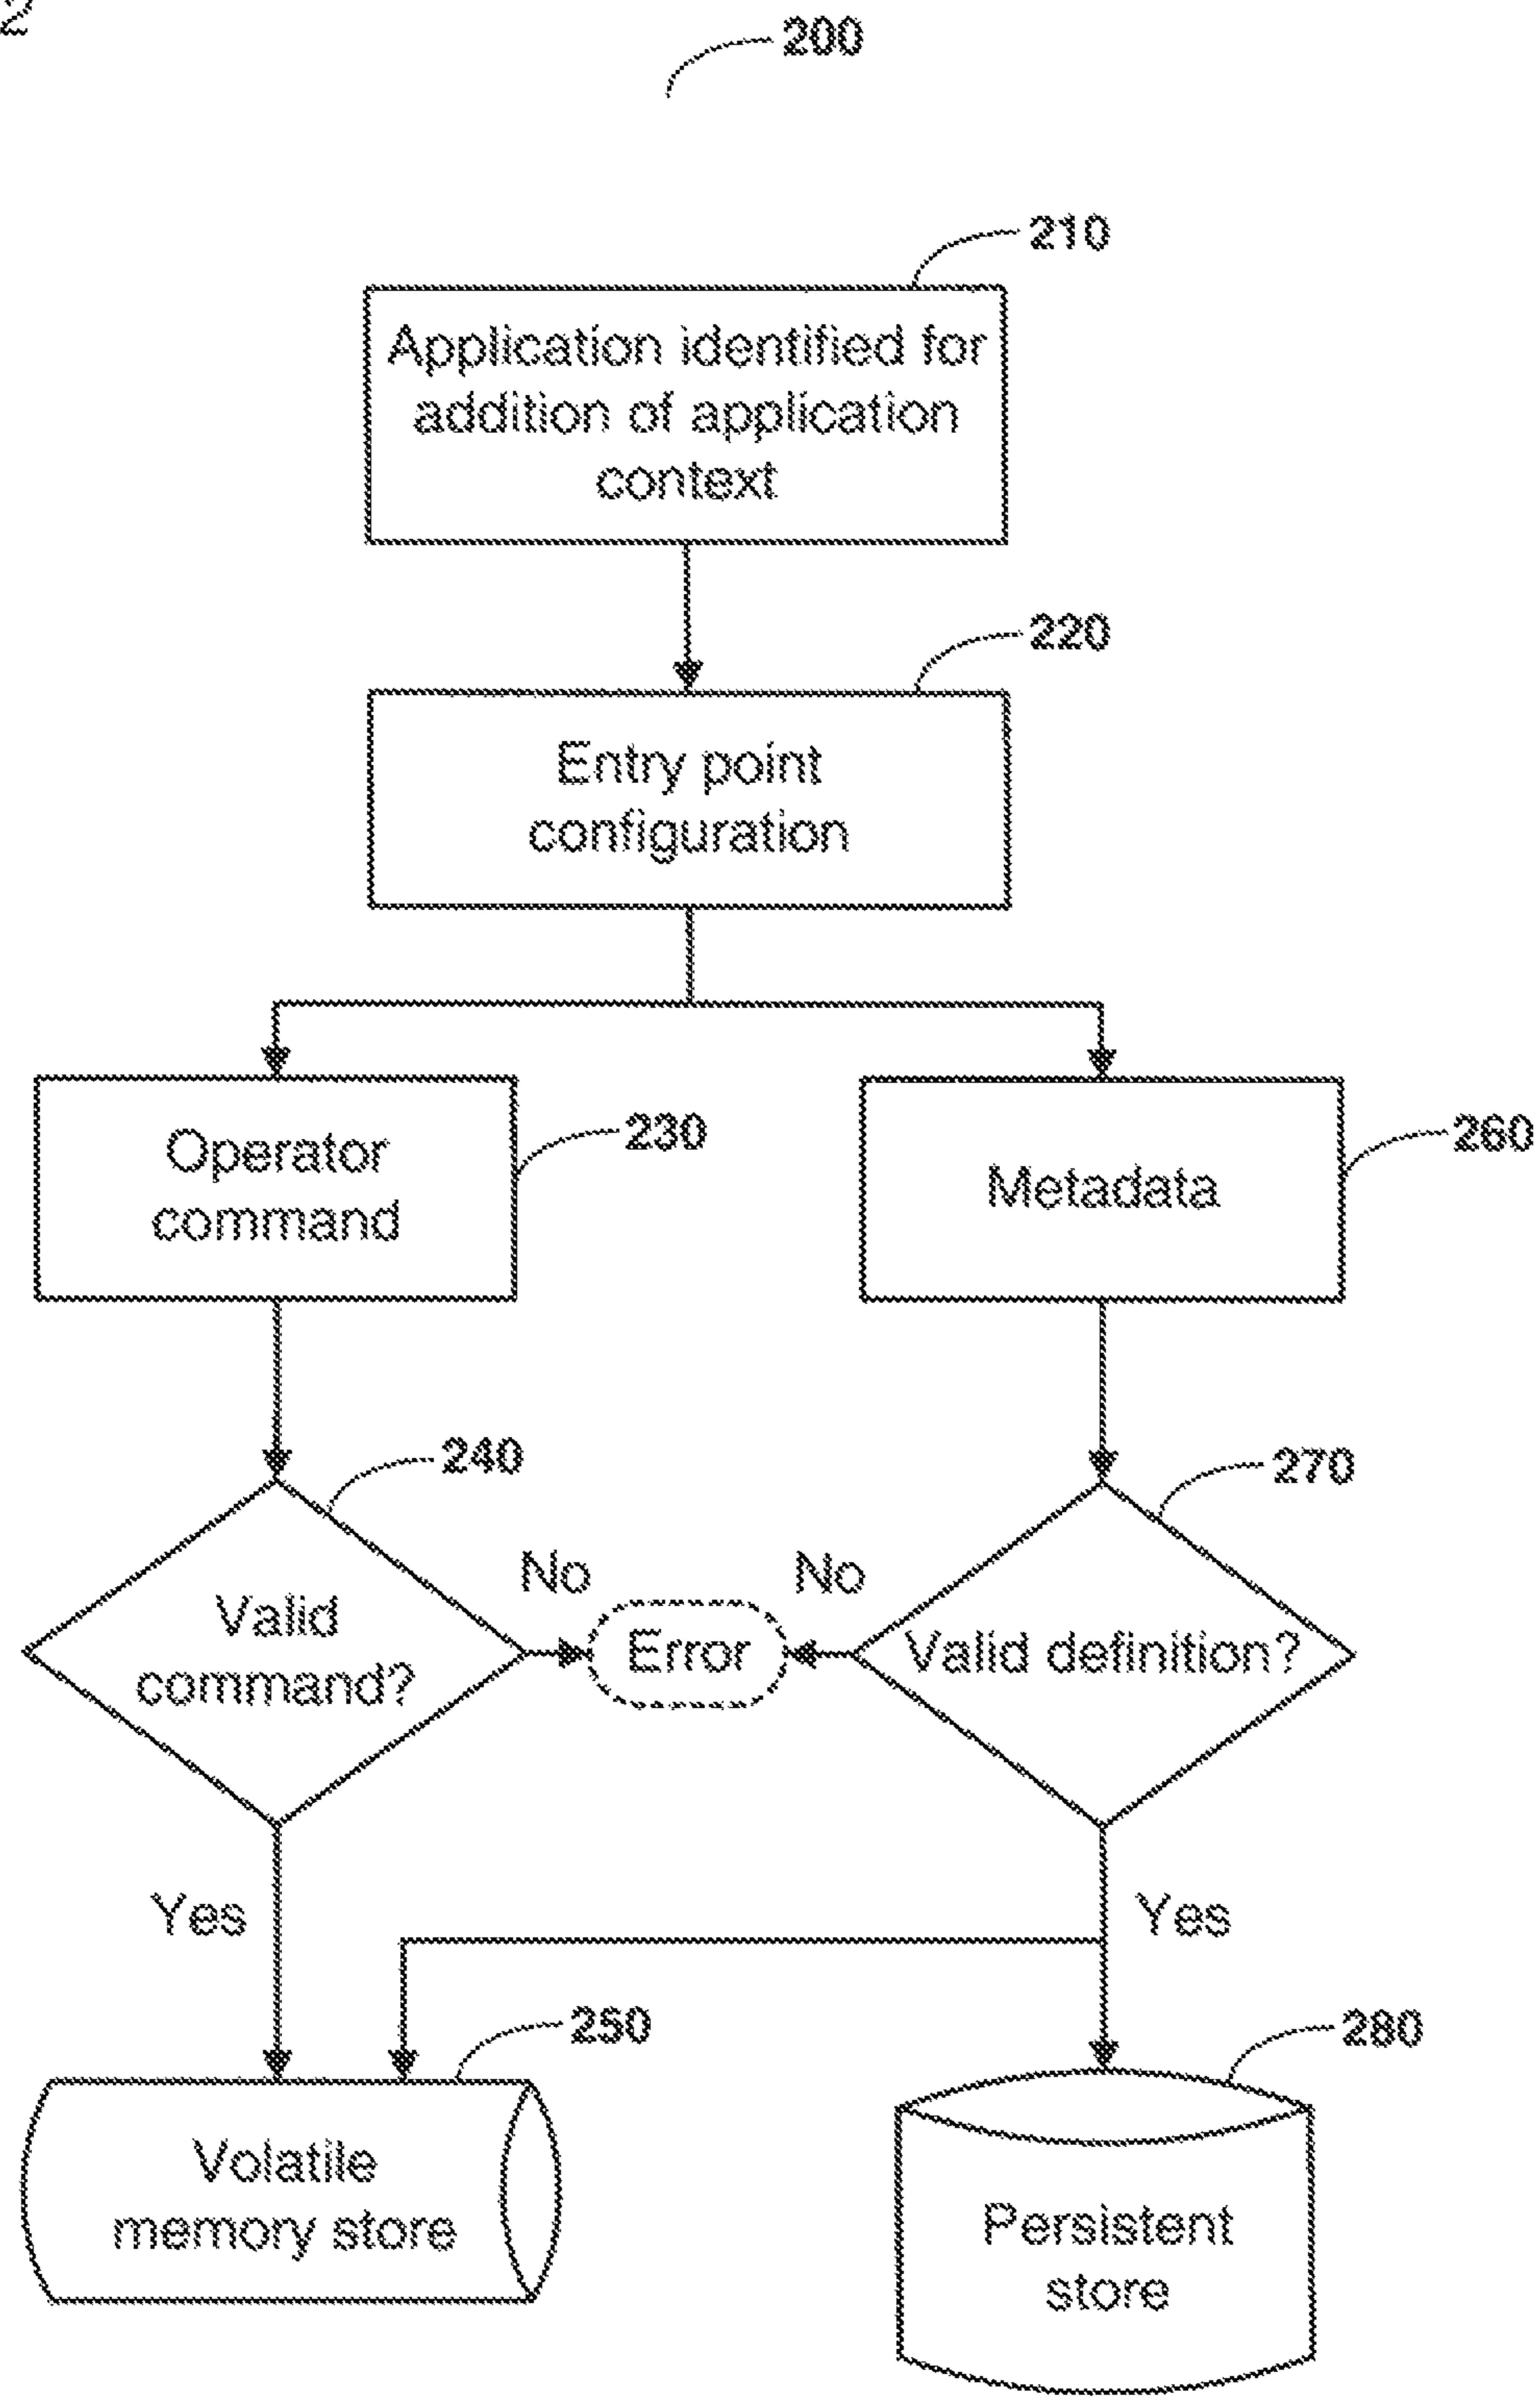 2
200
210
Application identified for
addition of application
context
220
Entry point
configuration
230
Operator
command
260
Metadata
240
Valid
command?
270
Valid definition?
No
Error
No
Yes
Yes
250
Volatile
memory store
280
Persistent
store